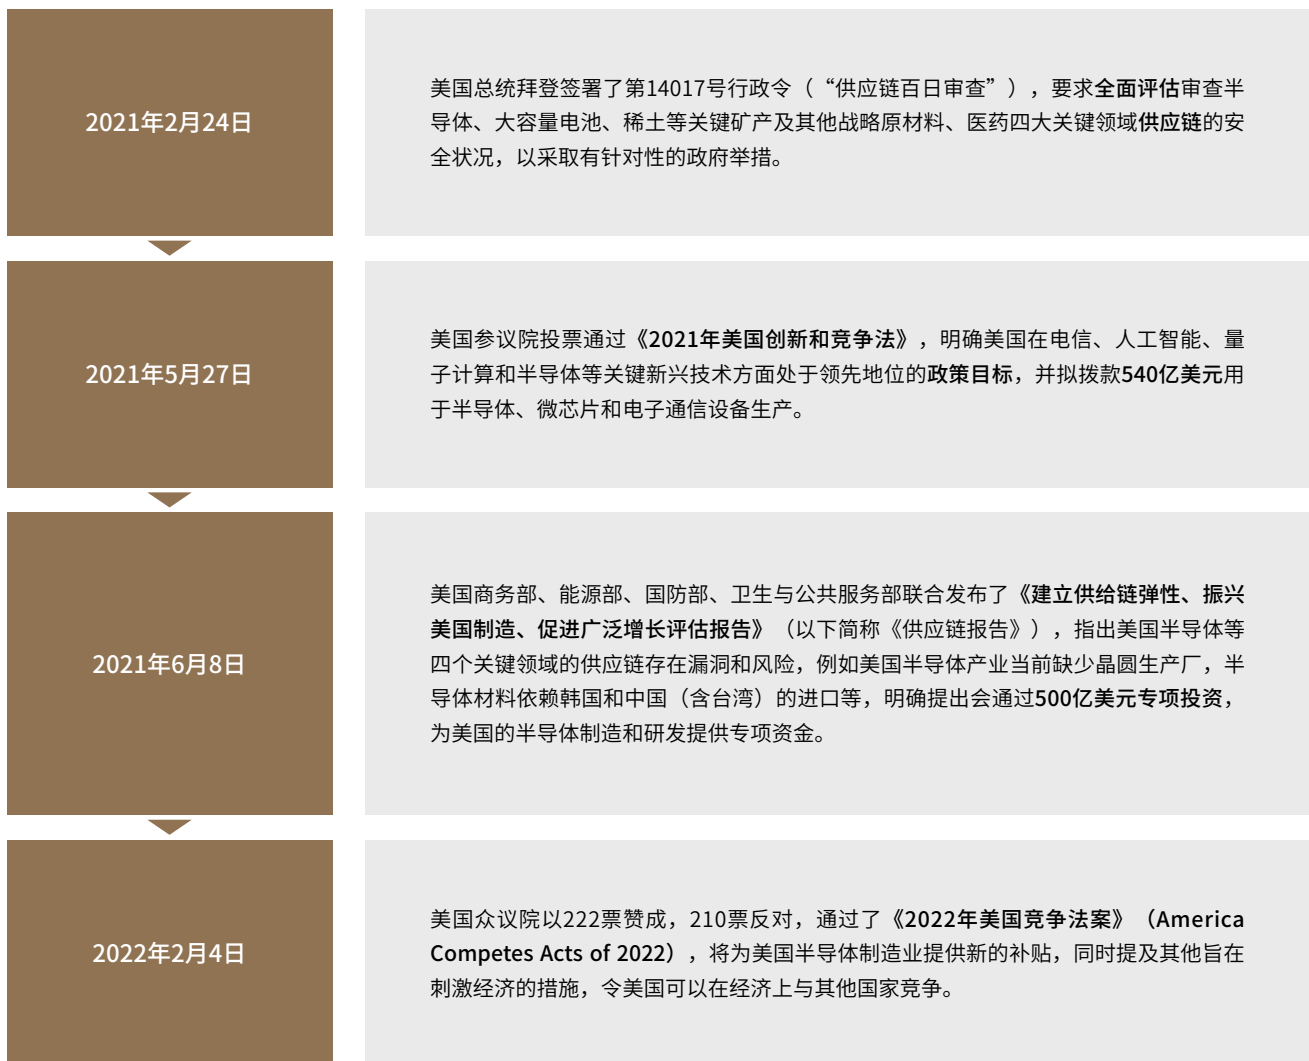 2021年2月24日
美国总统拜登签署了第14017号行政令（“供应链百日审查”），要求全面评估审查半
导体、大容量电池、稀土等关键矿产及其他战略原材料、医药四大关键领域供应链的安
全状况，以采取有针对性的政府举措。
2021年5月27日
美国参议院投票通过《2021年美国创新和竞争法》，明确美国在电信、人工智能、量
子计算和半导体等关键新兴技术方面处于领先地位的政策目标，并拟拨款540亿美元用
于半导体、微芯片和电子通信设备生产。
2021年6月8日
美国商务部、能源部、国防部、卫生与公共服务部联合发布了《建立供给链弹性、振兴
美国制造、促进广泛增长评估报告》（以下简称《供应链报告》），指出美国半导体等
四个关键领域的供应链存在漏洞和风险，例如美国半导体产业当前缺少晶圆生产厂，半
导体材料依赖韩国和中国（含台湾）的进口等，明确提出会通过500亿美元专项投资，
为美国的半导体制造和研发提供专项资金。
2022年2月4日
美国众议院以222票赞成，210票反对，通过了《2022年美国竞争法案》（America
Competes Acts of 2022），将为美国半导体制造业提供新的补贴，同时提及其他旨在
刺激经济的措施，令美国可以在经济上与其他国家竞争。